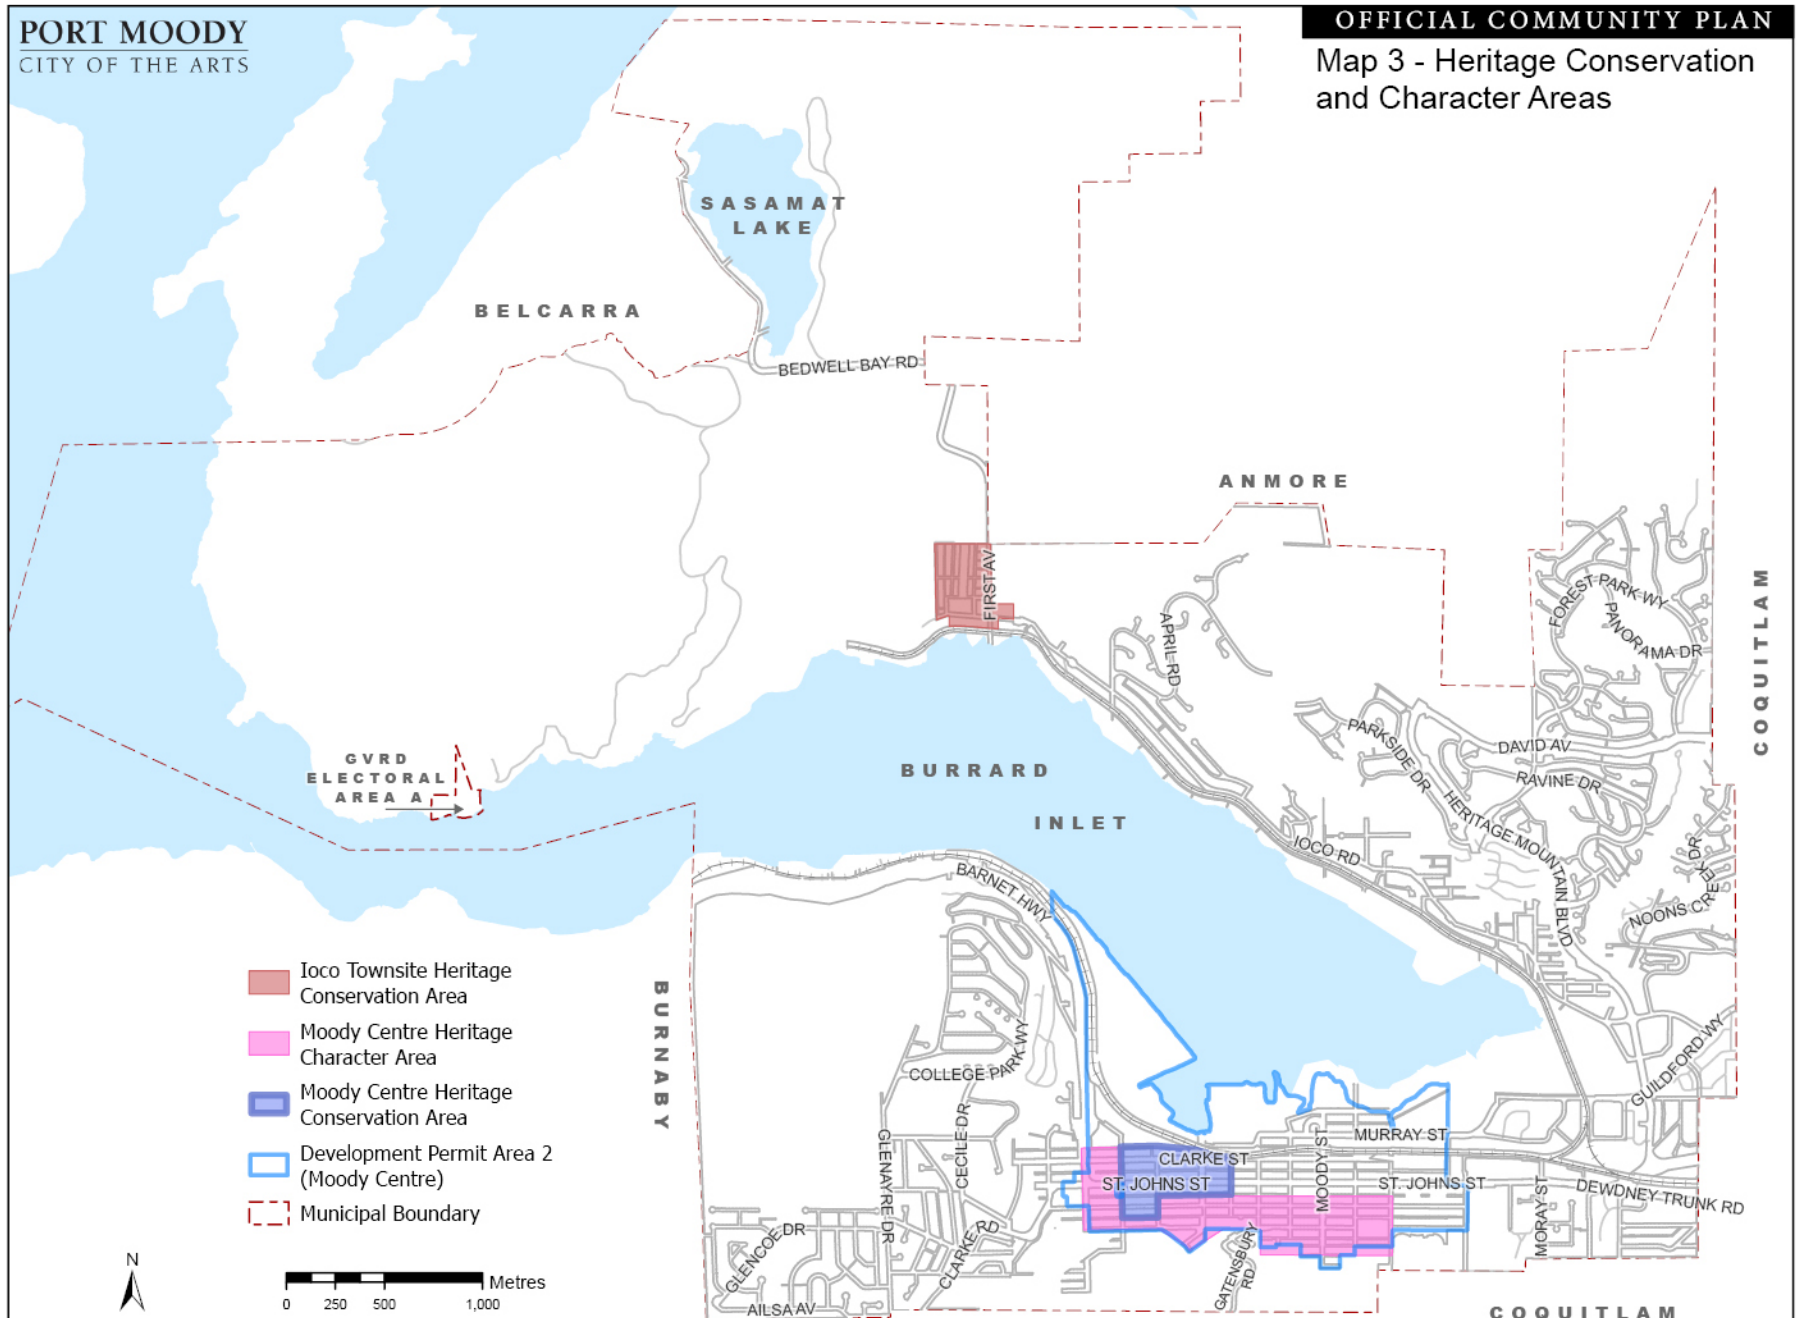 PORT MOODY
CITY OF THE ARTS
OFFICIAL COMMUNITY PLAN
Map 3 - Heritage Conservation
and Character Areas
SASAMAT
LAKE
BELCARRA
BEDWELL BAY RD
ANMORE
FIRST AV
APRIL RD
FOREST PARK WY
PANORAMA DR
COQUITLAM
PARKSIDE DR
DAVID AV
RAVINE DR
HERITAGE MOUNTAIN BLVD
NOONS CREEK DR
IOCO RD
GUILDFORD WY
GVRD
ELECTORAL
AREA A
BURRARD
INLET
BARNET HWY
BURNABY
COLLEGE PARK WY
CECILE DR
GLENAYRE DR
CLARKE RD
GLENCOE DR
AILSA AV
MURRAY ST
CLARKE ST
MOODY ST
ST. JOHNS ST
ST. JOHNS ST
DEWDNEY TRUNK RD
MORAY ST
GATENSBURY
RD
COQUITLAM
Ioco Townsite Heritage
Conservation Area
Moody Centre Heritage
Character Area
Moody Centre Heritage
Conservation Area
Development Permit Area 2
(Moody Centre)
Municipal Boundary
N
Metres
0 250 500 1,000